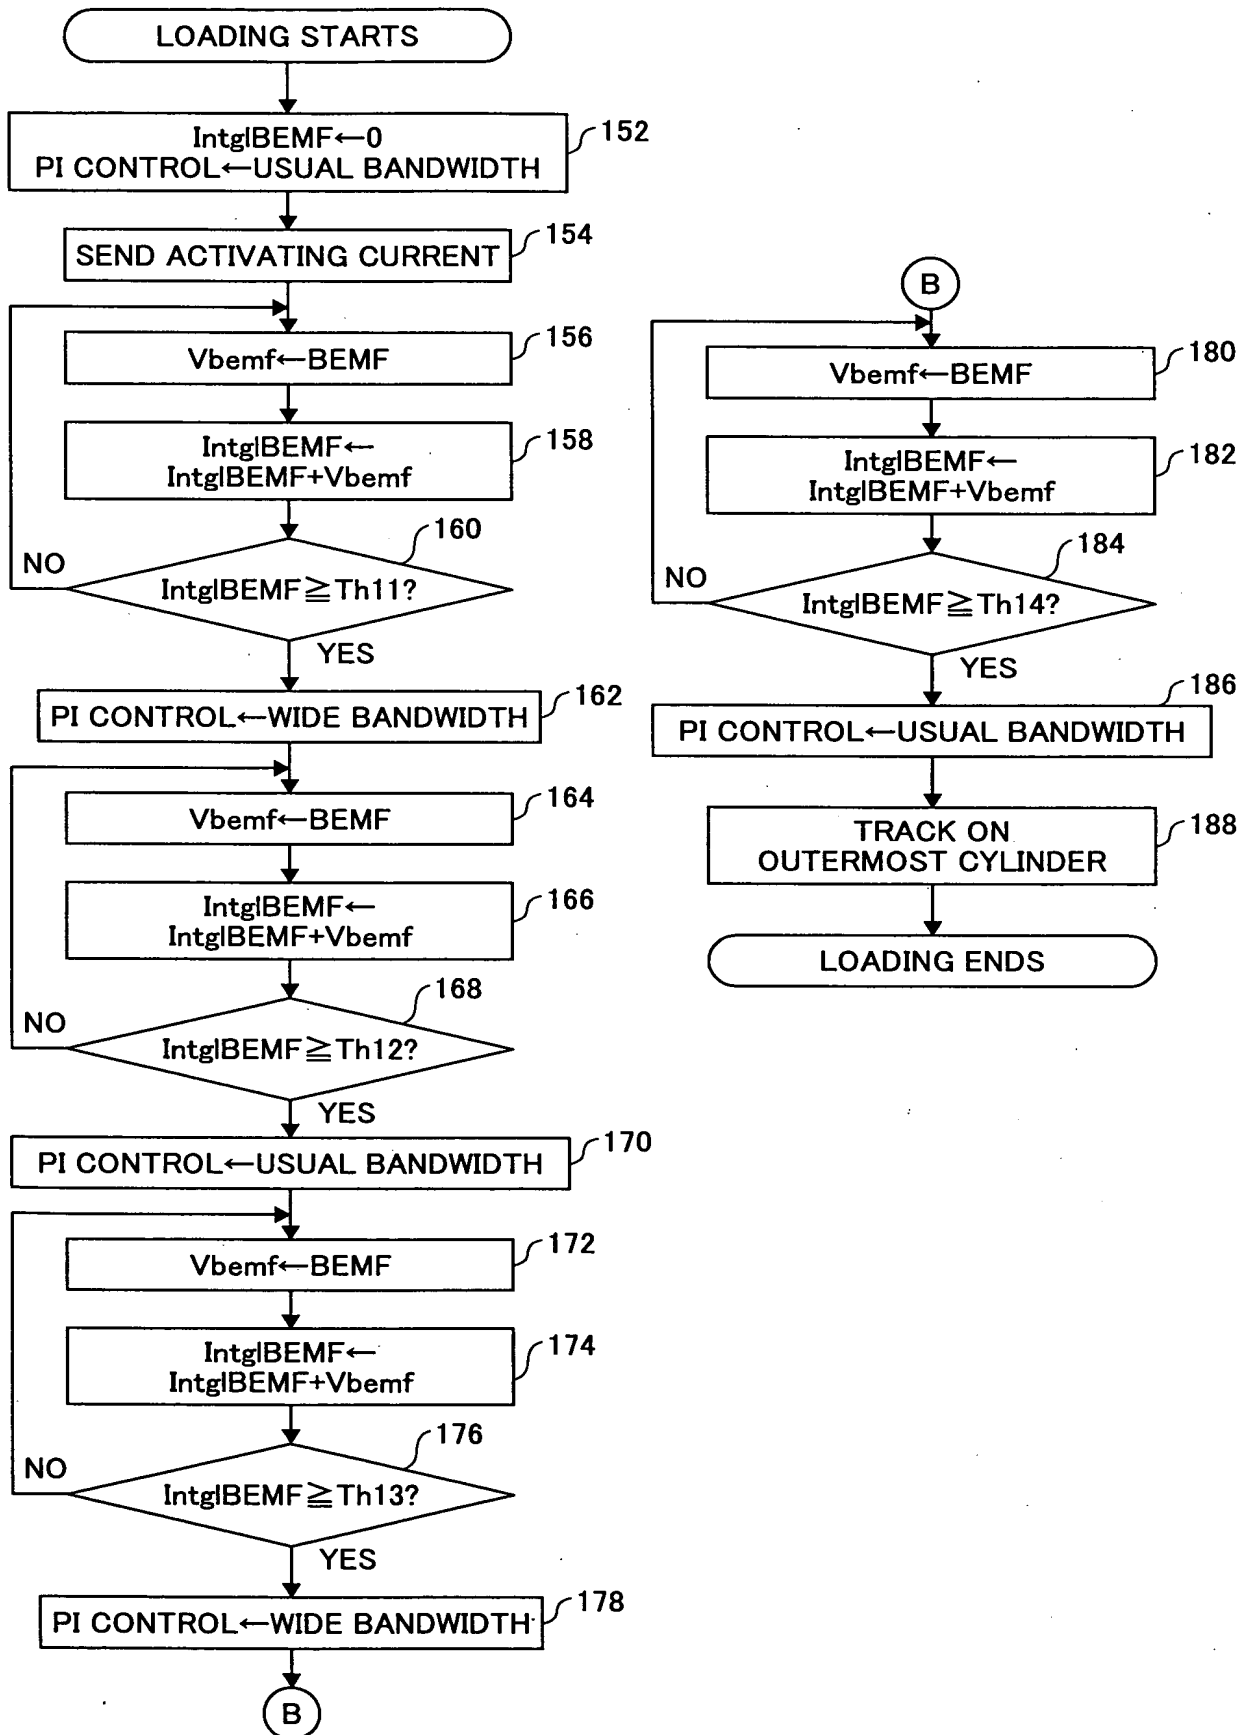 LOADING STARTS
IntglBEMF←0
PI CONTROL←USUAL BANDWIDTH
152
SEND ACTIVATING CURRENT
154
Vbemf←BEMF
156
IntglBEMF←
IntglBEMF+Vbemf
158
160
NO
IntglBEMF≧Th11?
YES
PI CONTROL←WIDE BANDWIDTH
162
Vbemf←BEMF
164
IntglBEMF←
IntglBEMF+Vbemf
166
168
NO
IntglBEMF≧Th12?
YES
PI CONTROL←USUAL BANDWIDTH
170
Vbemf←BEMF
172
IntglBEMF←
IntglBEMF+Vbemf
174
176
NO
IntglBEMF≧Th13?
YES
PI CONTROL←WIDE BANDWIDTH
178
B
B
Vbemf←BEMF
180
IntglBEMF←
IntglBEMF+Vbemf
182
184
NO
IntglBEMF≧Th14?
YES
186
PI CONTROL←USUAL BANDWIDTH
TRACK ON
OUTERMOST CYLINDER
188
LOADING ENDS